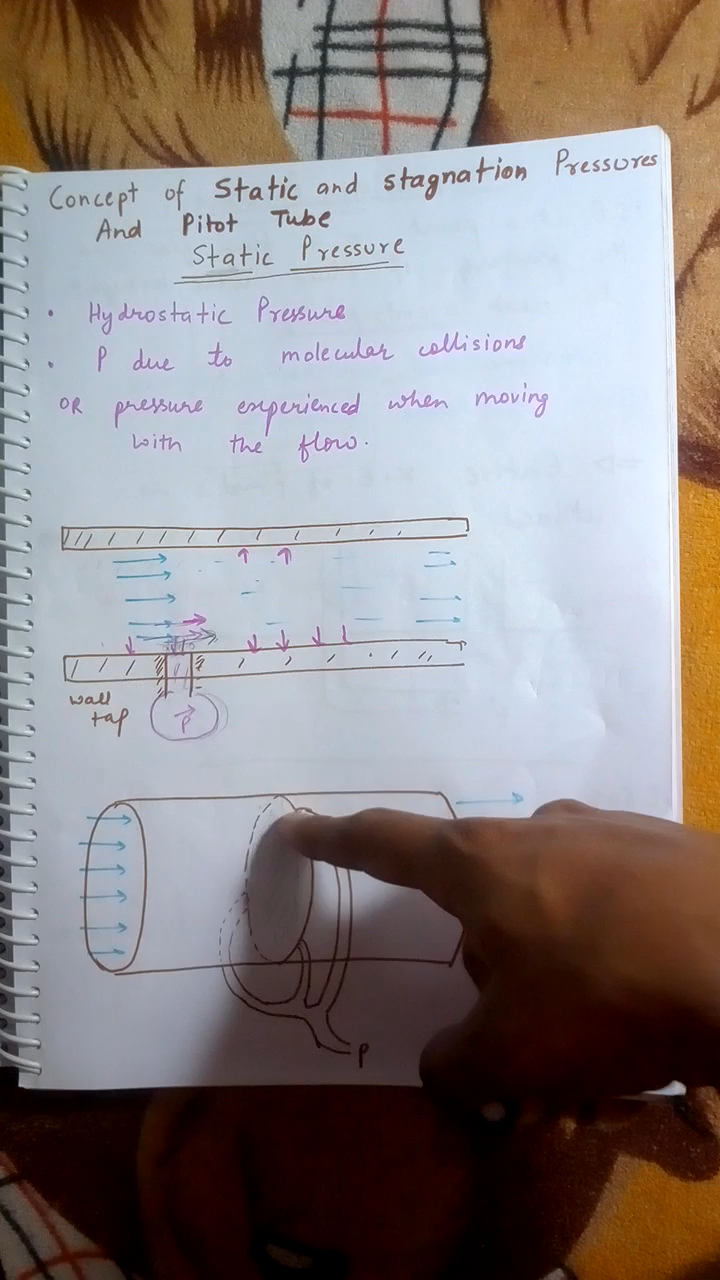 Concept of Static and stagnation Pressures
And Pitot Tube
Static Pressure
• Hydrostatic Pressure
• P due to molecular collisions
OR pressure experienced when moving
with the flow.
wall
tap
P
P